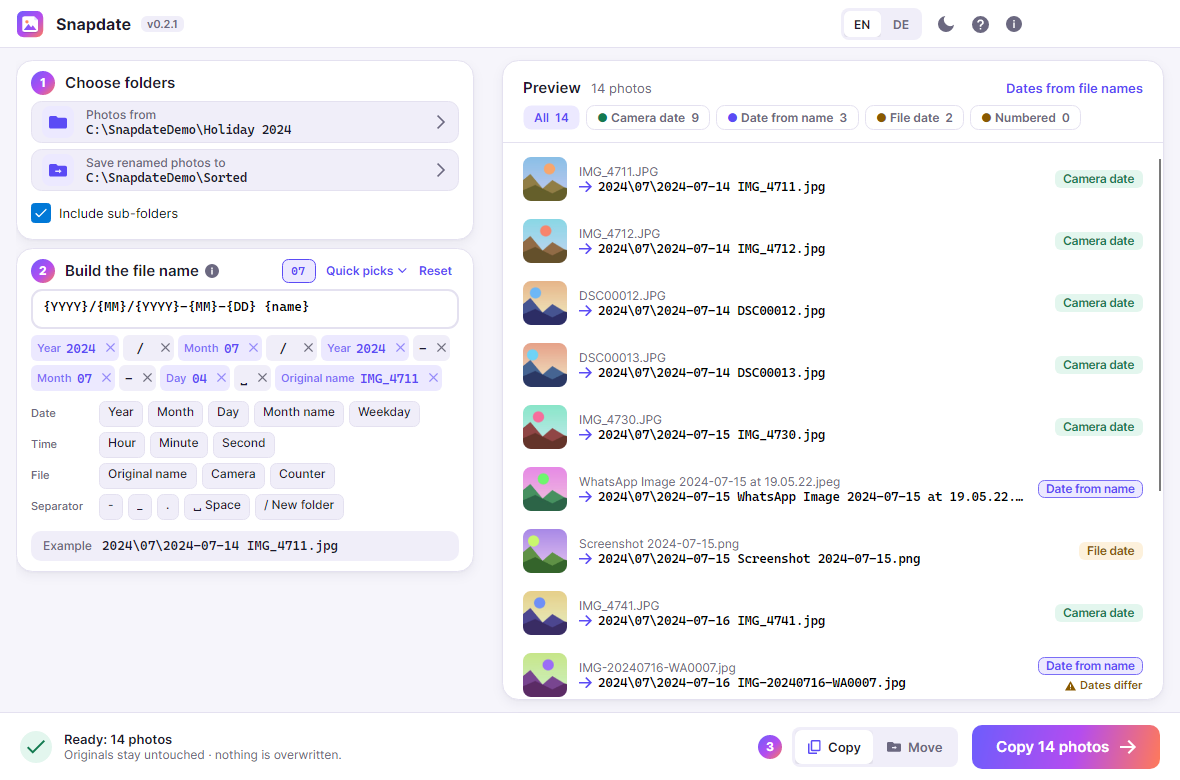 Snapdate v0.2.1
EN DE
1 Choose folders
Photos from
C:\SnapdateDemo\Holiday 2024
Save renamed photos to
C:\SnapdateDemo\Sorted
Include sub-folders
2 Build the file name 07 Quick picks Reset
{YYYY}/{MM}/{YYYY}-{MM}-{DD} {name}
Year 2024 / Month 07 / Year 2024 -
Month 07 - Day 04 ␣ Original name IMG_4711
Date Year Month Day Month name Weekday
Time Hour Minute Second
File Original name Camera Counter
Separator - _ . ␣ Space / New folder
Example 2024\07\2024-07-14 IMG_4711.jpg
Preview 14 photos Dates from file names
All 14 Camera date 9 Date from name 3 File date 2 Numbered 0
IMG_4711.JPG
→ 2024\07\2024-07-14 IMG_4711.jpg
Camera date
IMG_4712.JPG
→ 2024\07\2024-07-14 IMG_4712.jpg
Camera date
DSC00012.JPG
→ 2024\07\2024-07-14 DSC00012.jpg
Camera date
DSC00013.JPG
→ 2024\07\2024-07-14 DSC00013.jpg
Camera date
IMG_4730.JPG
→ 2024\07\2024-07-15 IMG_4730.jpg
Camera date
WhatsApp Image 2024-07-15 at 19.05.22.jpeg
→ 2024\07\2024-07-15 WhatsApp Image 2024-07-15 at 19.05.22.…
Date from name
Screenshot 2024-07-15.png
→ 2024\07\2024-07-15 Screenshot 2024-07-15.png
File date
IMG_4741.JPG
→ 2024\07\2024-07-16 IMG_4741.jpg
Camera date
IMG-20240716-WA0007.jpg
→ 2024\07\2024-07-16 IMG-20240716-WA0007.jpg
Date from name
Dates differ
Ready: 14 photos
Originals stay untouched · nothing is overwritten.
3 Copy Move
Copy 14 photos →